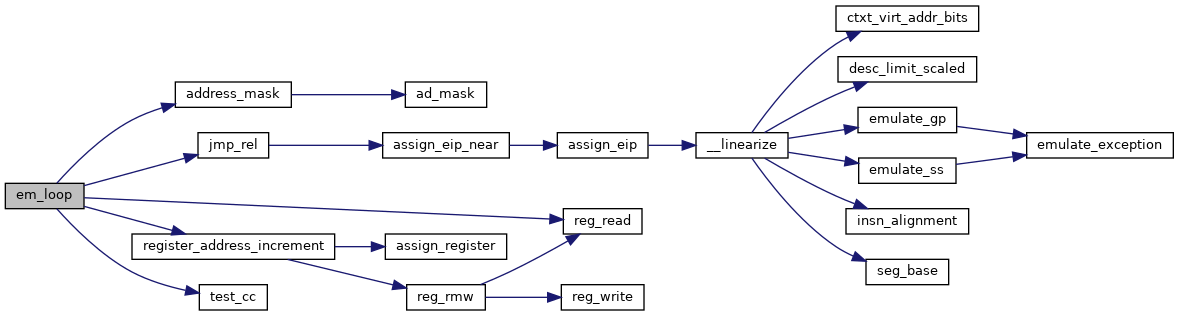 ctxt_virt_addr_bits
desc_limit_scaled
address_mask
ad_mask
emulate_gp
jmp_rel
assign_eip_near
assign_eip
__linearize
emulate_exception
emulate_ss
em_loop
reg_read
insn_alignment
register_address_increment
assign_register
seg_base
test_cc
reg_rmw
reg_write